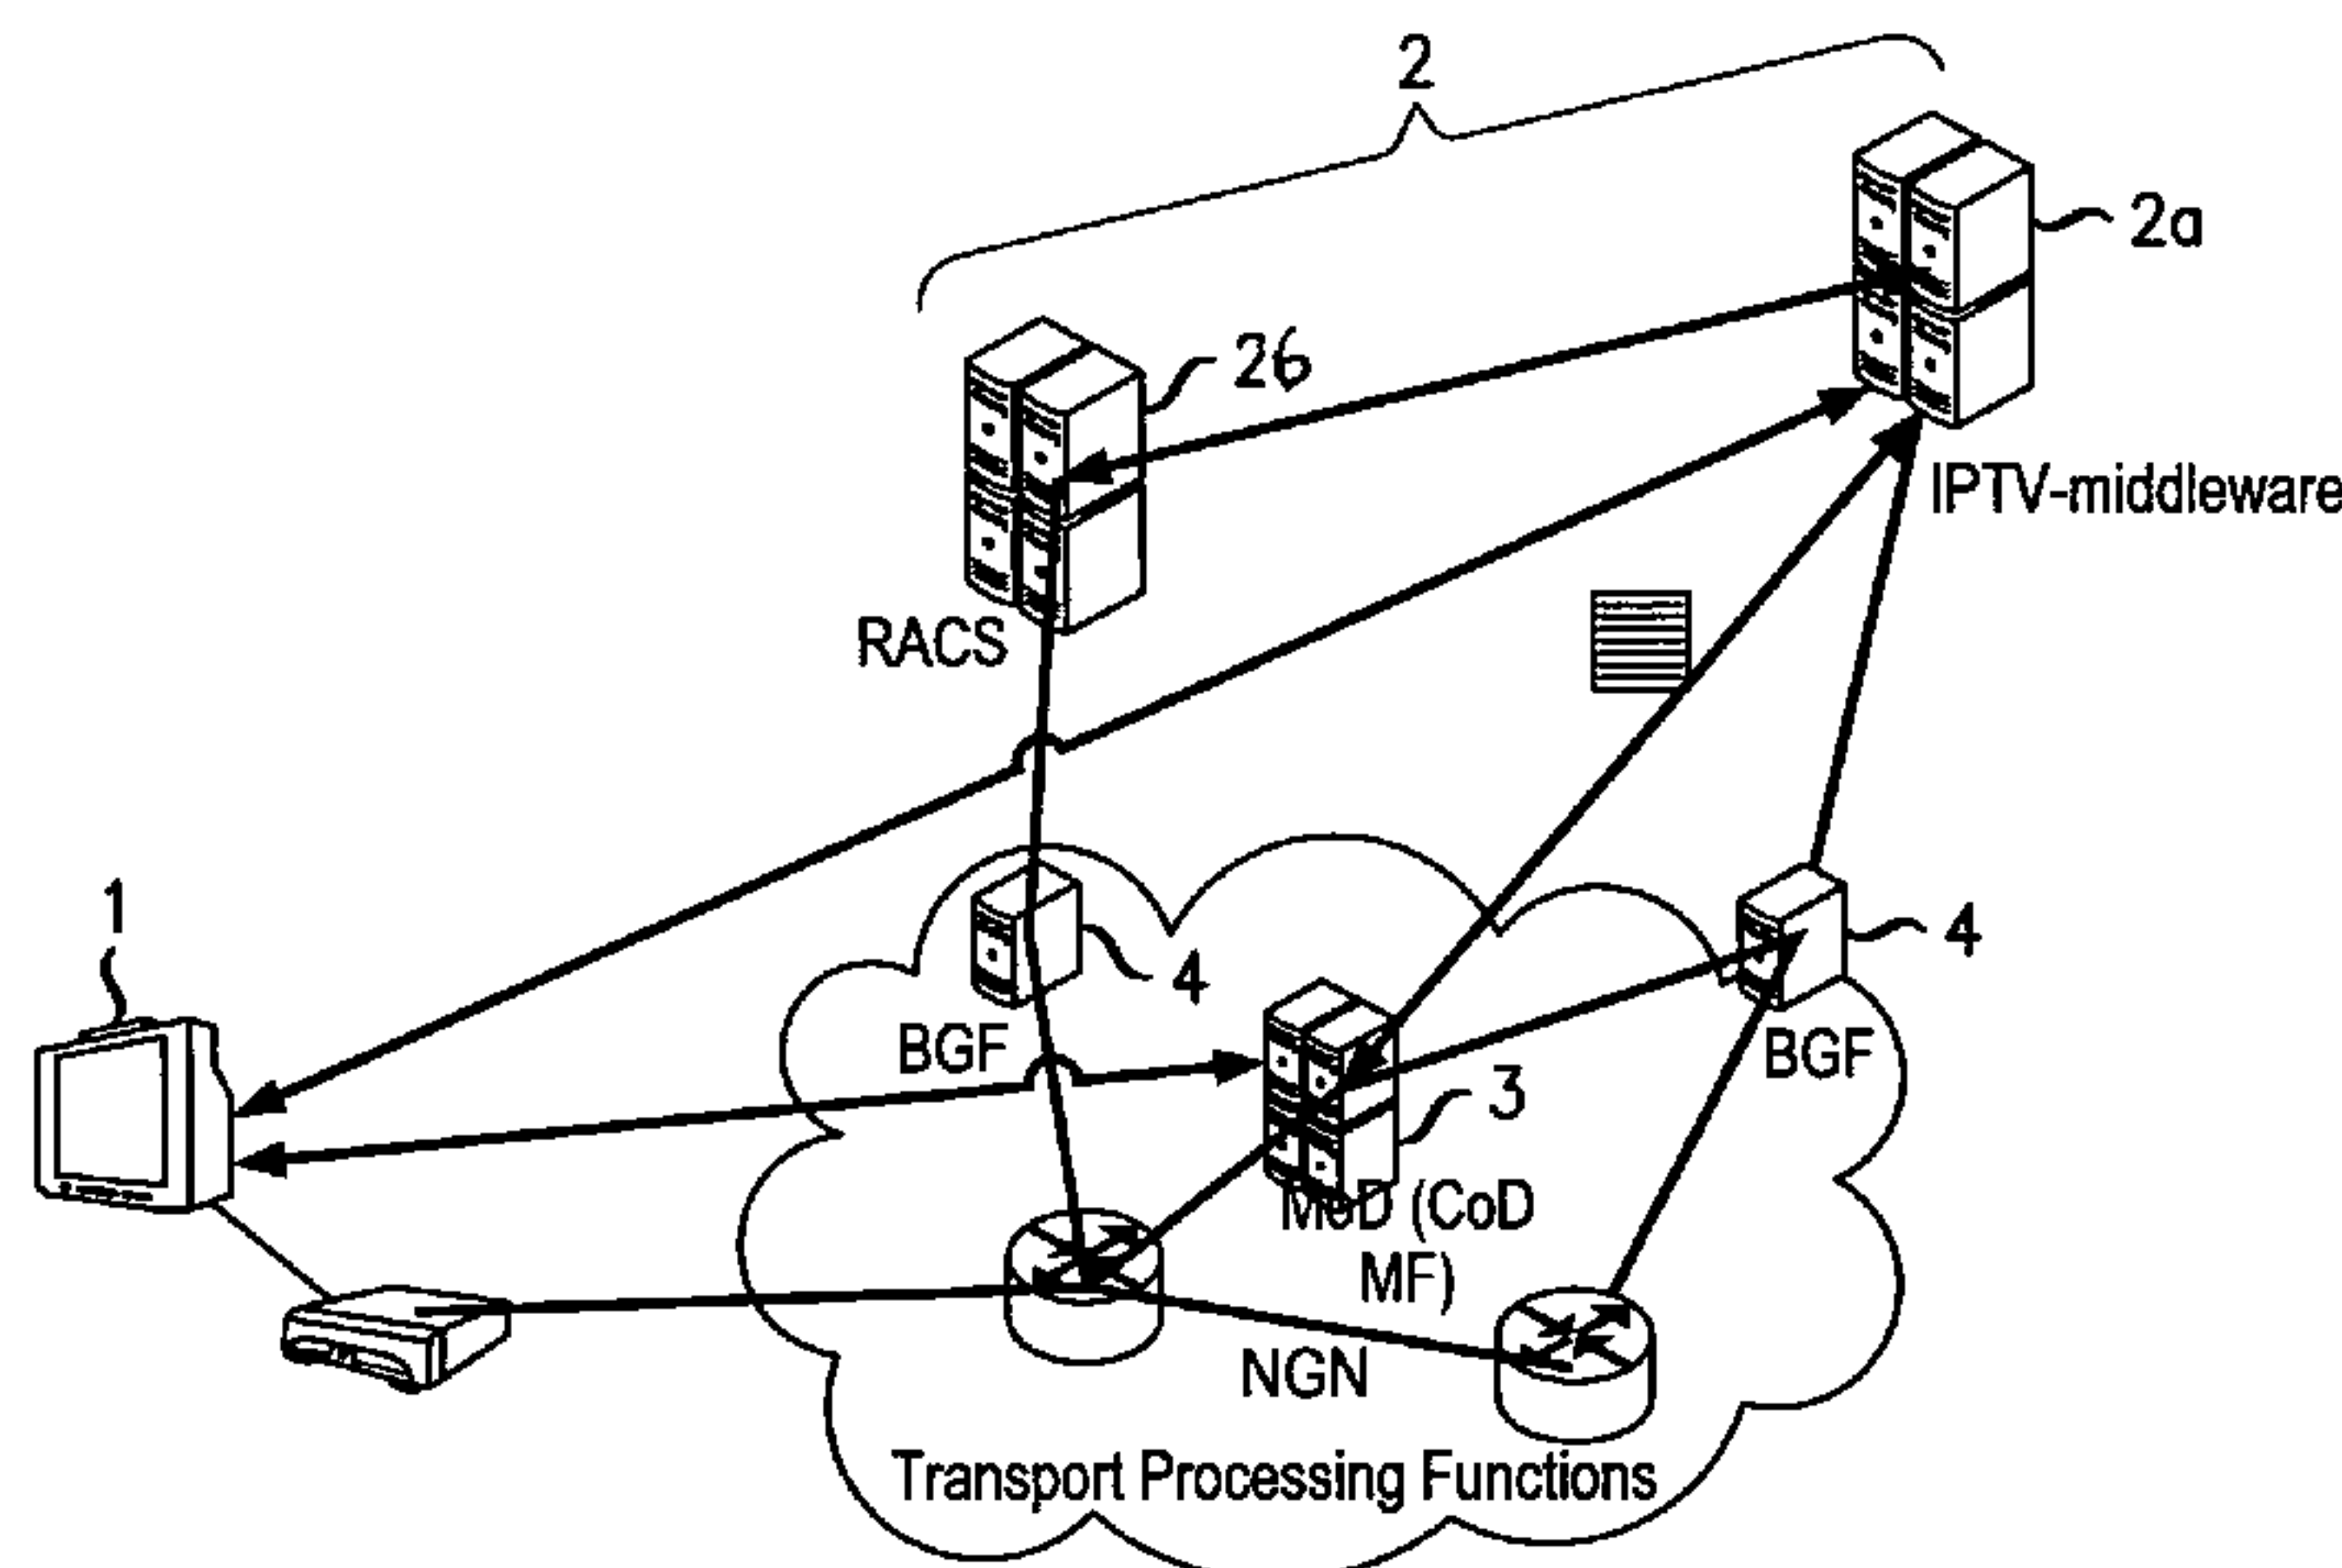 2
2a
26
IPTV-middleware
RACS
1
4
4
BGF
BGF
3
MoD (CoD
MF)
NGN
Transport Processing Functions